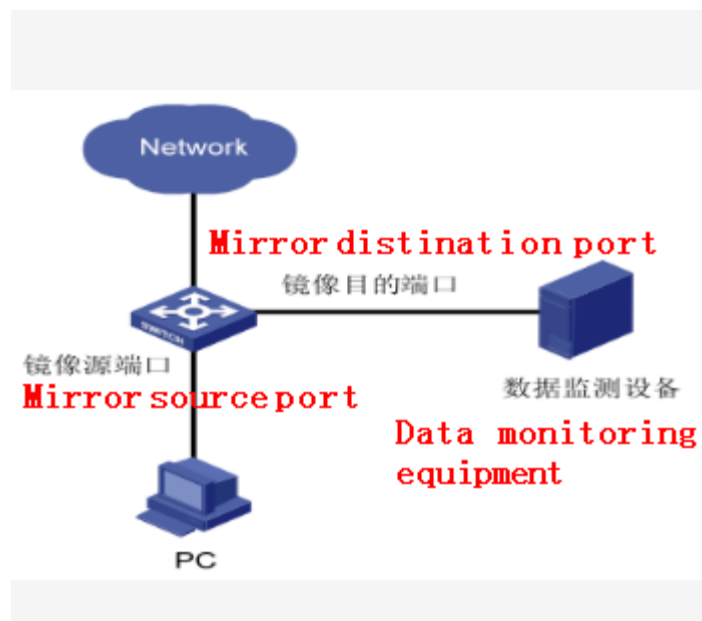 Network
Mirror distination port
镜像目的端口
SWITCH
镜像源端口
Mirror source port
数据监测设备
Data monitoring
equipment
PC